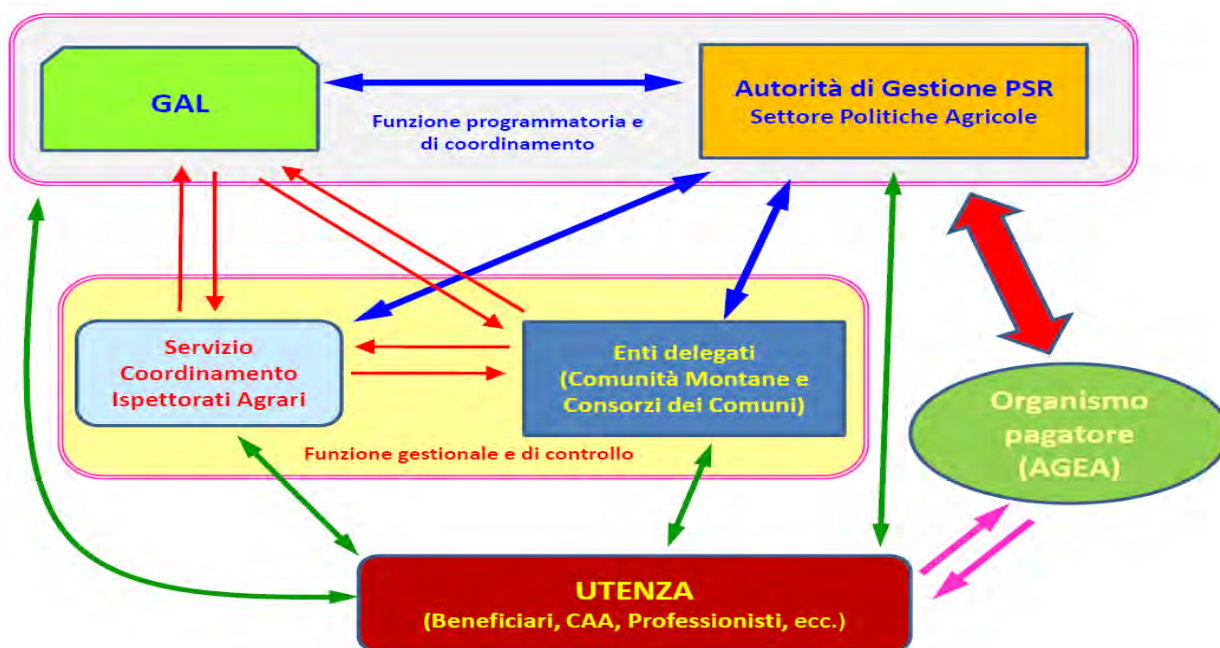 GAL
Autorità di Gestione PSR
Settore Politiche Agricole
Funzione programmatoria e
di coordinamento
Servizio
Coordinamento
Ispettorati Agrari
Enti delegati
(Comunità Montane e
Consorzi dei Comuni)
Funzione gestionale e di controllo
Organismo
pagatore
(AGEA)
UTENZA
(Beneficiari, CAA, Professionisti, ecc.)